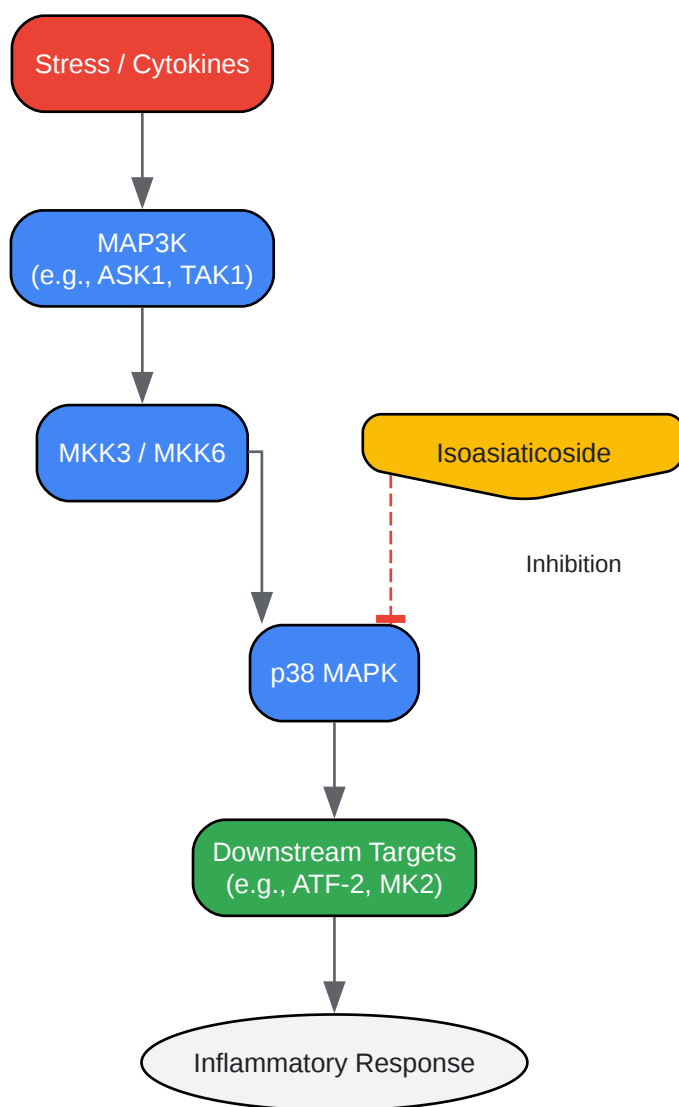 Stress / Cytokines
MAP3K
(e.g., ASK1, TAK1)
MKK3 / MKK6
Isoasiaticoside
Inhibition
p38 MAPK
Downstream Targets
(e.g., ATF-2, MK2)
Inflammatory Response